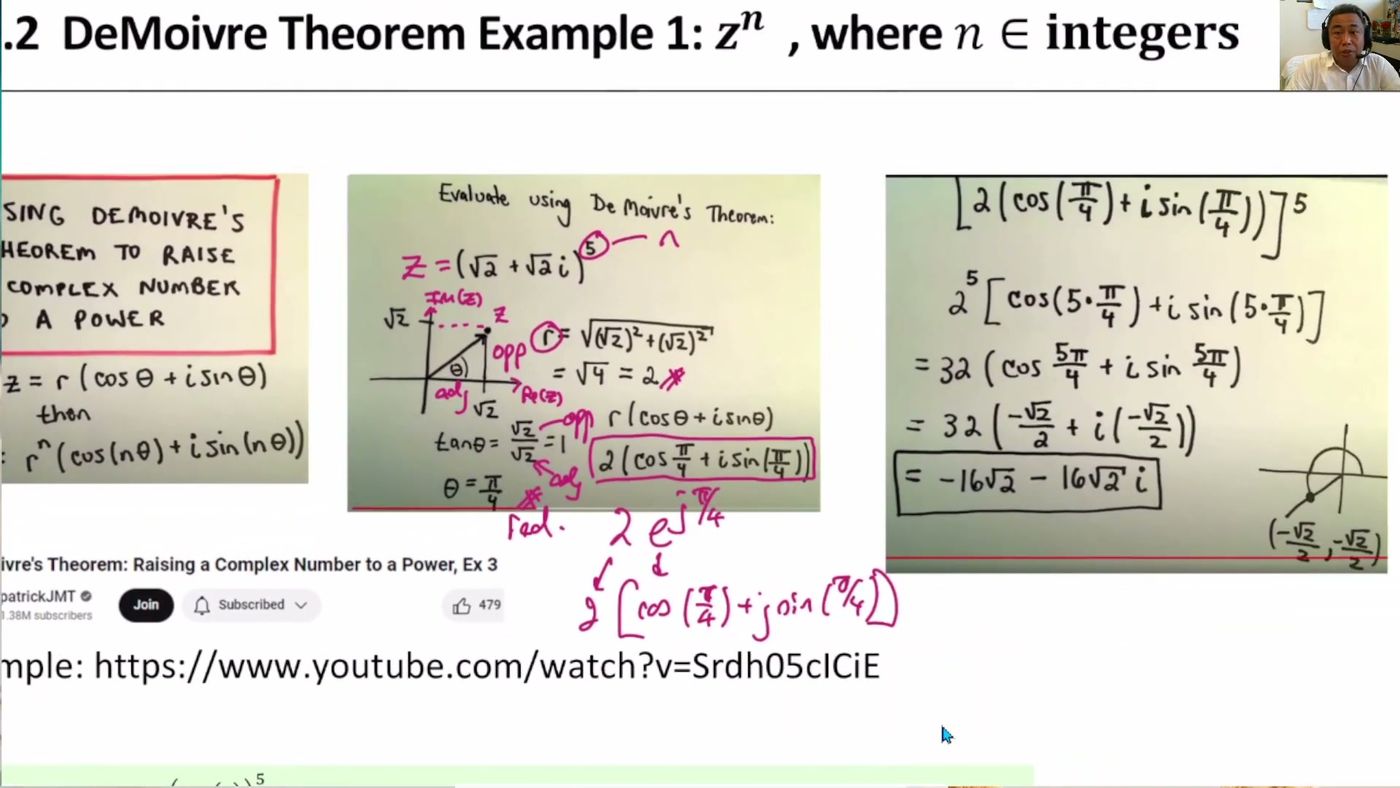 .2 DeMoivre Theorem Example 1: zⁿ , where n ∈ integers
SING DEMOIVRE'S
HEOREM TO RAISE
COMPLEX NUMBER
A POWER
z = r (cos θ + i sin θ)
then
rⁿ (cos(nθ) + i sin(nθ))
Evaluate using De Moivre's Theorem:
Z = (√2 + √2 i)⁵ — n
Im(z)
√2
z
opp
θ
adj
√2
Re(z)
r = √((√2)² + (√2)²)
= √4 = 2
r (cos θ + i sin θ)
tan θ = √2/√2 = 1
opp
adj
2 (cos π/4 + i sin(π/4))
θ = π/4
rad.
2 e^(jπ/4)
2 [cos (π/4) + j sin (π/4)]
[2 (cos(π/4) + i sin(π/4))]⁵
2⁵ [cos(5·π/4) + i sin(5·π/4)]
= 32 (cos 5π/4 + i sin 5π/4)
= 32 (-√2/2 + i(-√2/2))
= -16√2 - 16√2 i
(-√2/2, -√2/2)
ivre's Theorem: Raising a Complex Number to a Power, Ex 3
patrickJMT
1.38M subscribers
Join
Subscribed
479
mple: https://www.youtube.com/watch?v=Srdh05cICiE
5